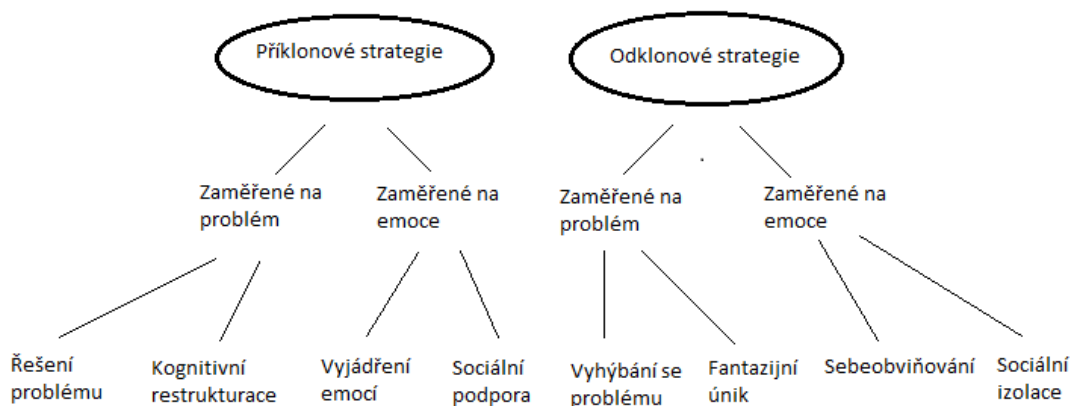 Příklonové strategie
Odklonové strategie
Zaměřené na
problém
Zaměřené na
emoce
Zaměřené na
problém
Zaměřené na
emoce
Řešení
problému
Kognitivní
restrukturace
Vyjádření
emocí
Sociální
podpora
Vyhýbání se
problému
Fantazijní
únik
Sebeobviňování
Sociální
izolace